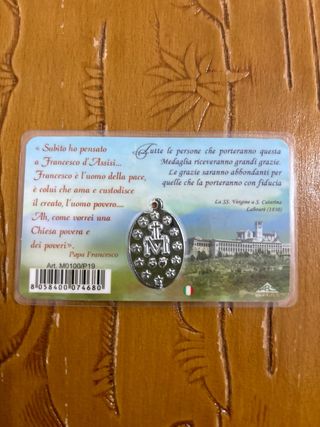 « Subito ho pensato
a Francesco d'Assisi...
Francesco è l'uomo della pace,
è colui che ama e custodisce
il creato, l'uomo povero....
Ah, come vorrei una
Chiesa povera e
dei poveri».
Papa Francesco
Art. M0100/P19
8 058400 074680
Tutte le persone che porteranno questa
Medaglia riceveranno grandi grazie.
Le grazie saranno abbondanti per
quelle che la porteranno con fiducia
La SS. Vergine a S. Caterina
Labouré (1830)